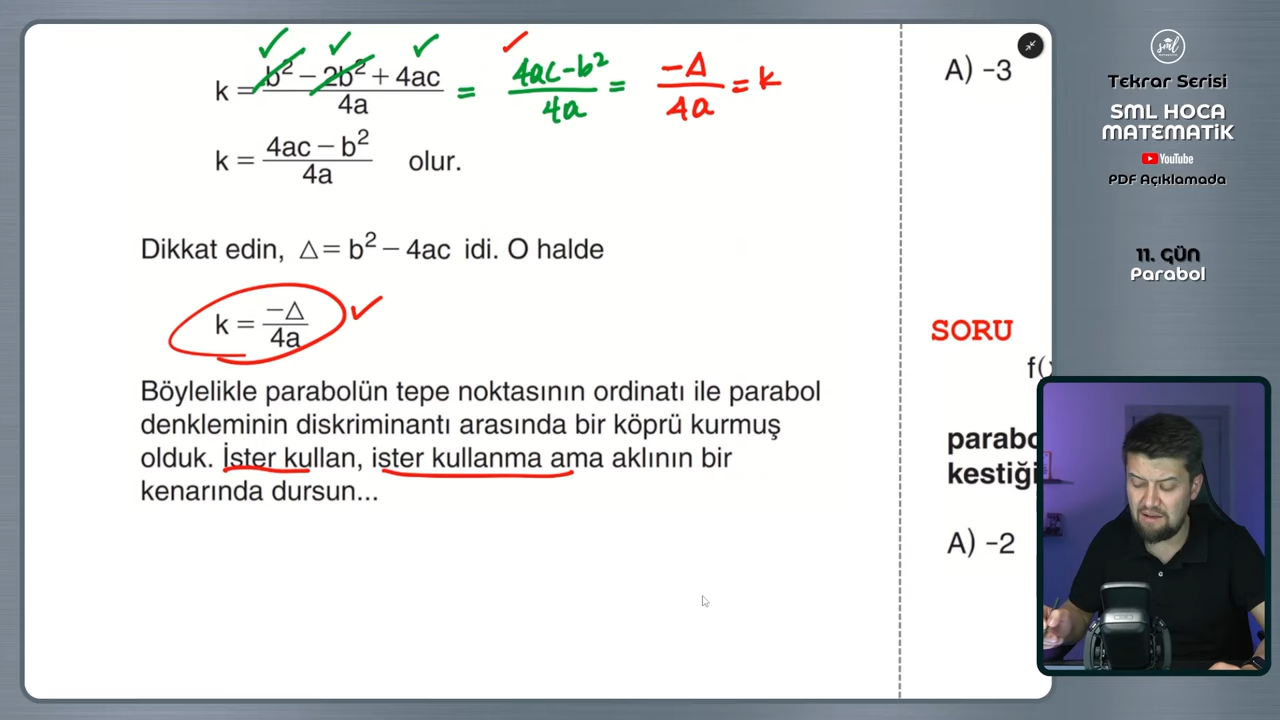 k = b² − 2b² + 4ac / 4a = 4ac − b² / 4a = −Δ / 4a = k
k = 4ac − b² / 4a olur.
Dikkat edin, △ = b² − 4ac idi. O halde
k = −△ / 4a
Böylelikle parabolün tepe noktasının ordinatı ile parabol
denkleminin diskriminantı arasında bir köprü kurmuş
olduk. İster kullan, ister kullanma ama aklının bir
kenarında dursun...
A) −3
SORU
f(
parabo
kestiği
A) −2
sml
Tekrar Serisi
SML HOCA
MATEMATİK
YouTube
PDF Açıklamada
11. GÜN
Parabol